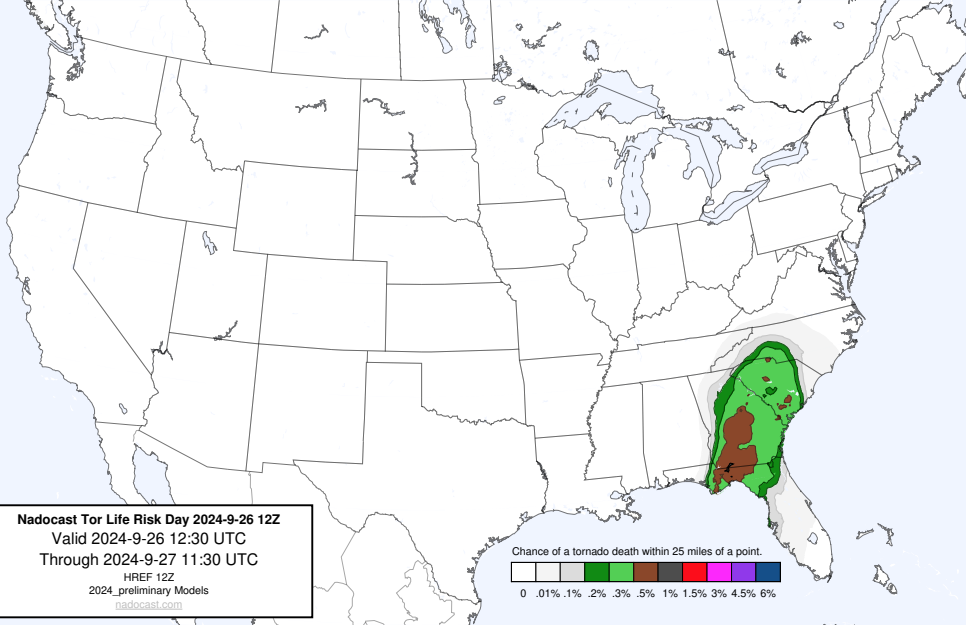 Nadocast Tor Life Risk Day 2024-9-26 12Z
Valid 2024-9-26 12:30 UTC
Through 2024-9-27 11:30 UTC
HREF 12Z
2024_preliminary Models
nadocast.com
Chance of a tornado death within 25 miles of a point.
0 .01% .1% .2% .3% .5% 1% 1.5% 3% 4.5% 6%